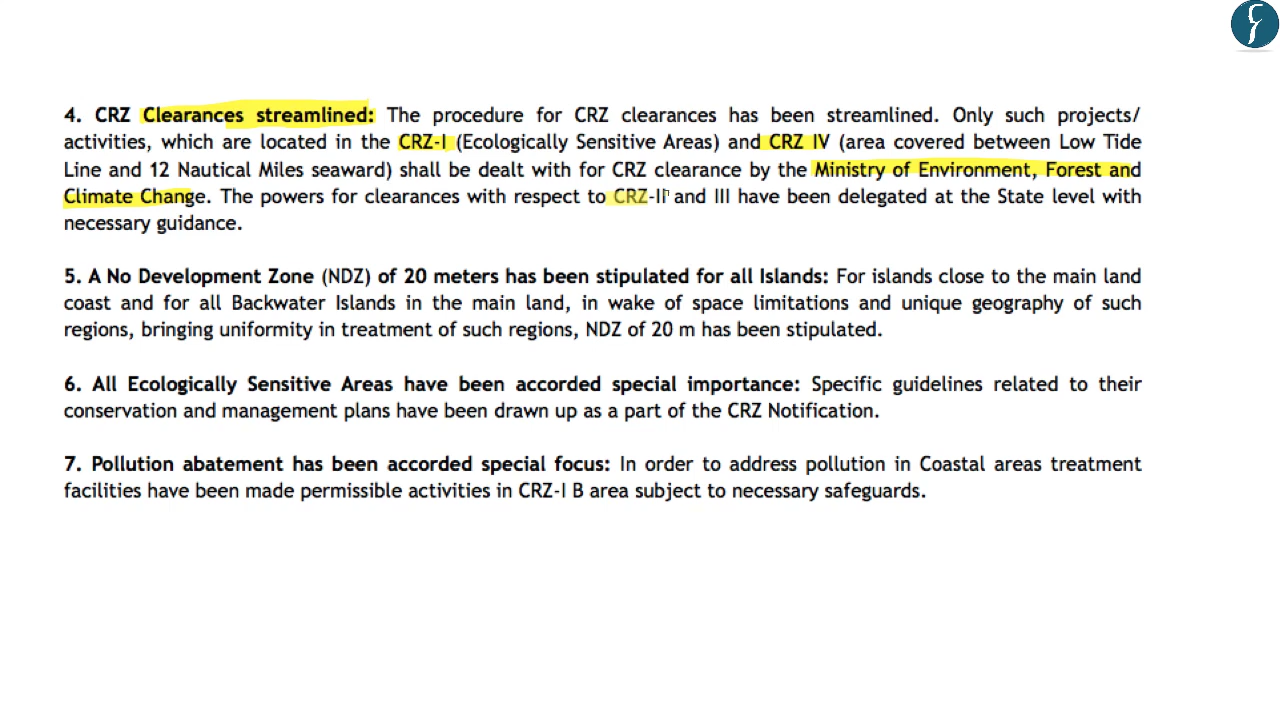 4. CRZ Clearances streamlined: The procedure for CRZ clearances has been streamlined. Only such projects/
activities, which are located in the CRZ-I (Ecologically Sensitive Areas) and CRZ IV (area covered between Low Tide
Line and 12 Nautical Miles seaward) shall be dealt with for CRZ clearance by the Ministry of Environment, Forest and
Climate Change. The powers for clearances with respect to CRZ-II and III have been delegated at the State level with
necessary guidance.
5. A No Development Zone (NDZ) of 20 meters has been stipulated for all Islands: For islands close to the main land
coast and for all Backwater Islands in the main land, in wake of space limitations and unique geography of such
regions, bringing uniformity in treatment of such regions, NDZ of 20 m has been stipulated.
6. All Ecologically Sensitive Areas have been accorded special importance: Specific guidelines related to their
conservation and management plans have been drawn up as a part of the CRZ Notification.
7. Pollution abatement has been accorded special focus: In order to address pollution in Coastal areas treatment
facilities have been made permissible activities in CRZ-I B area subject to necessary safeguards.